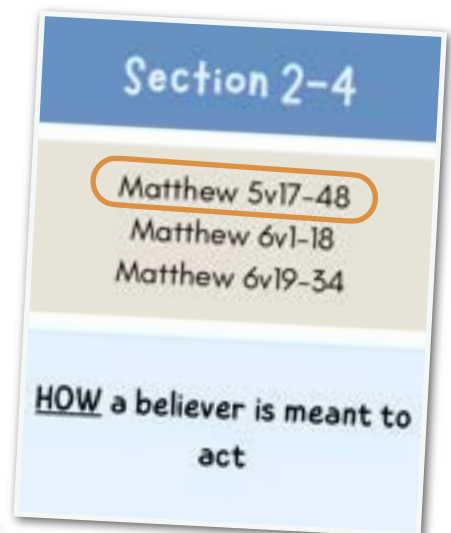 Section 2-4
Matthew 5v17-48
Matthew 6v1-18
Matthew 6v19-34
HOW a believer is meant to
act